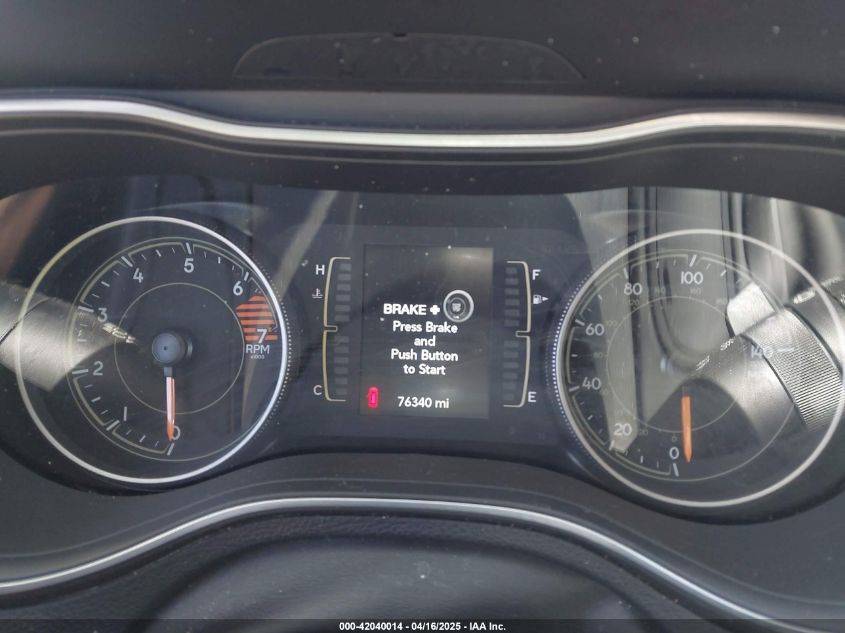 H
F
C
E
BRAKE +
Press Brake
and
Push Button
to Start
76340 mi
0
1
2
3
4
5
6
7
RPM
x1000
0
20
40
60
80
100
140
000-42040014 - 04/16/2025 - IAA Inc.